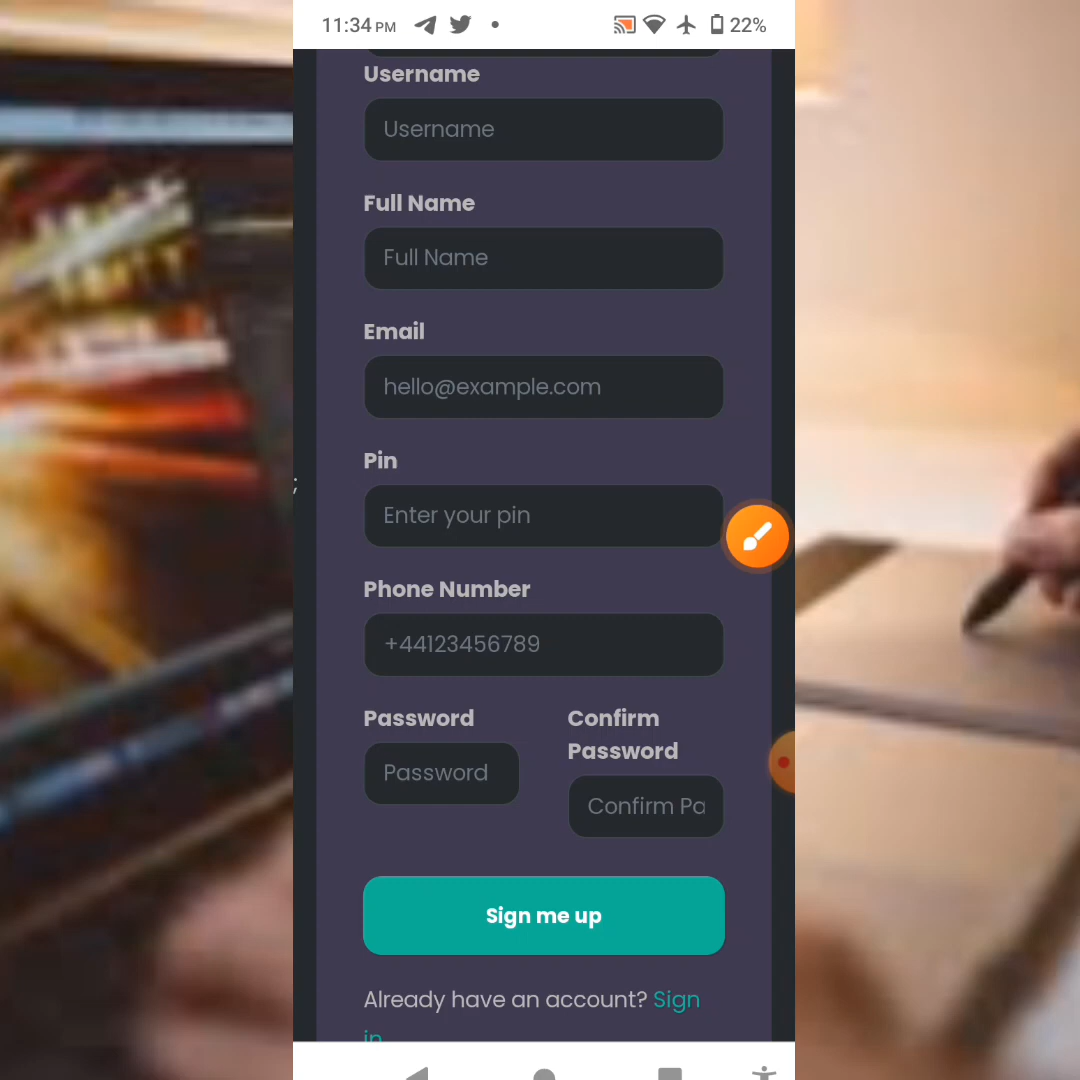 11:34 PM
22%
Username
Username
Full Name
Full Name
Email
hello@example.com
Pin
;
Enter your pin
Phone Number
+44123456789
Password
Confirm
Password
Password
Confirm Pa
Sign me up
Already have an account? Sign
in